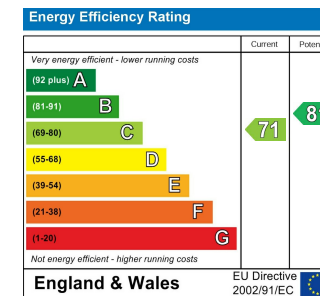 Energy Efficiency Rating
Current
Very energy efficient - lower running costs
(92 plus) A
(81-91) B
(69-80) C
71
(55-68) D
(39-54) E
(21-38) F
(1-20) G
Not energy efficient - higher running costs
England & Wales
EU Directive
2002/91/EC